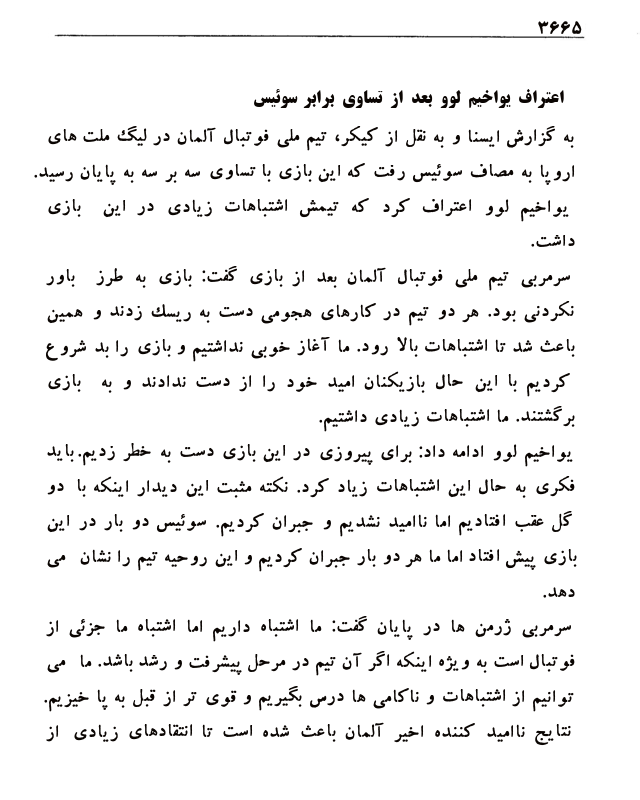 ۳۶۶۵
اعتراف یواخیم لوو بعد از تساوی برابر سوئیس
به گزارش ایسنا و به نقل از کیکر، تیم ملی فوتبال آلمان در لیگ ملت های
اروپا به مصاف سوئیس رفت که این بازی با تساوی سه بر سه به پایان رسید.
یواخیم لوو اعتراف کرد که تیمش اشتباهات زیادی در این بازی
داشت.
سرمربی تیم ملی فوتبال آلمان بعد از بازی گفت: بازی به طرز باور
نکردنی بود. هر دو تیم در کارهای هجومی دست به ریسک زدند و همین
باعث شد تا اشتباهات بالا رود. ما آغاز خوبی نداشتیم و بازی را بد شروع
کردیم با این حال بازیکنان امید خود را از دست ندادند و به بازی
برگشتند. ما اشتباهات زیادی داشتیم.
یواخیم لوو ادامه داد: برای پیروزی در این بازی دست به خطر زدیم. باید
فکری به حال این اشتباهات زیاد کرد. نکته مثبت این دیدار اینکه با دو
گل عقب افتادیم اما ناامید نشدیم و جبران کردیم. سوئیس دو بار در این
بازی پیش افتاد اما ما هر دو بار جبران کردیم و این روحیه تیم را نشان می
دهد.
سرمربی ژرمن ها در پایان گفت: ما اشتباه داریم اما اشتباه ما جزئی از
فوتبال است به ویژه اینکه اگر آن تیم در مرحل پیشرفت و رشد باشد. ما می
توانیم از اشتباهات و ناکامی ها درس بگیریم و قوی تر از قبل به پا خیزیم.
نتایج ناامید کننده اخیر آلمان باعث شده است تا انتقادهای زیادی از